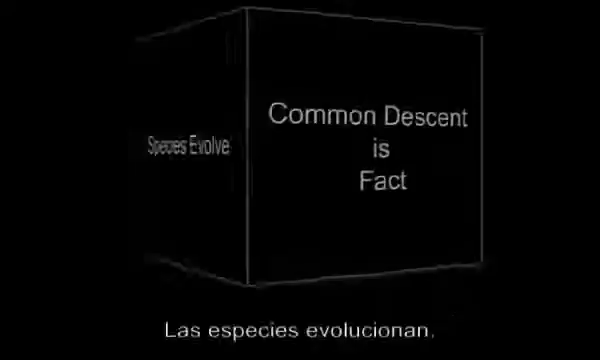 Species Evolve
Common Descent
is
Fact
Las especies evolucionan.